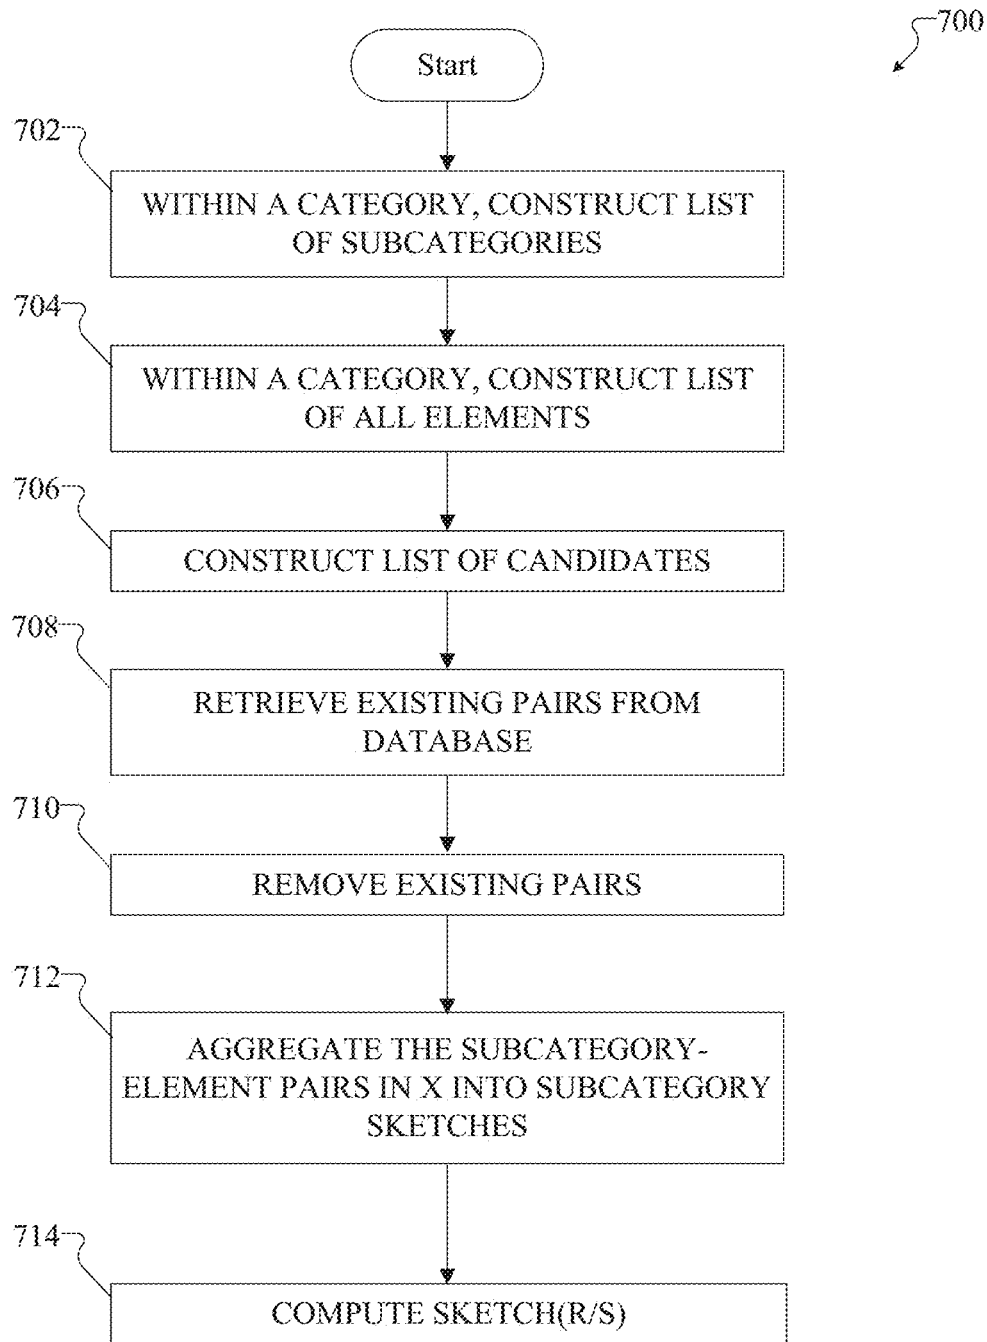 700
Start
702
WITHIN A CATEGORY, CONSTRUCT LIST
OF SUBCATEGORIES
704
WITHIN A CATEGORY, CONSTRUCT LIST
OF ALL ELEMENTS
706
CONSTRUCT LIST OF CANDIDATES
708
RETRIEVE EXISTING PAIRS FROM
DATABASE
710
REMOVE EXISTING PAIRS
712
AGGREGATE THE SUBCATEGORY-
ELEMENT PAIRS IN X INTO SUBCATEGORY
SKETCHES
714
COMPUTE SKETCH(R/S)